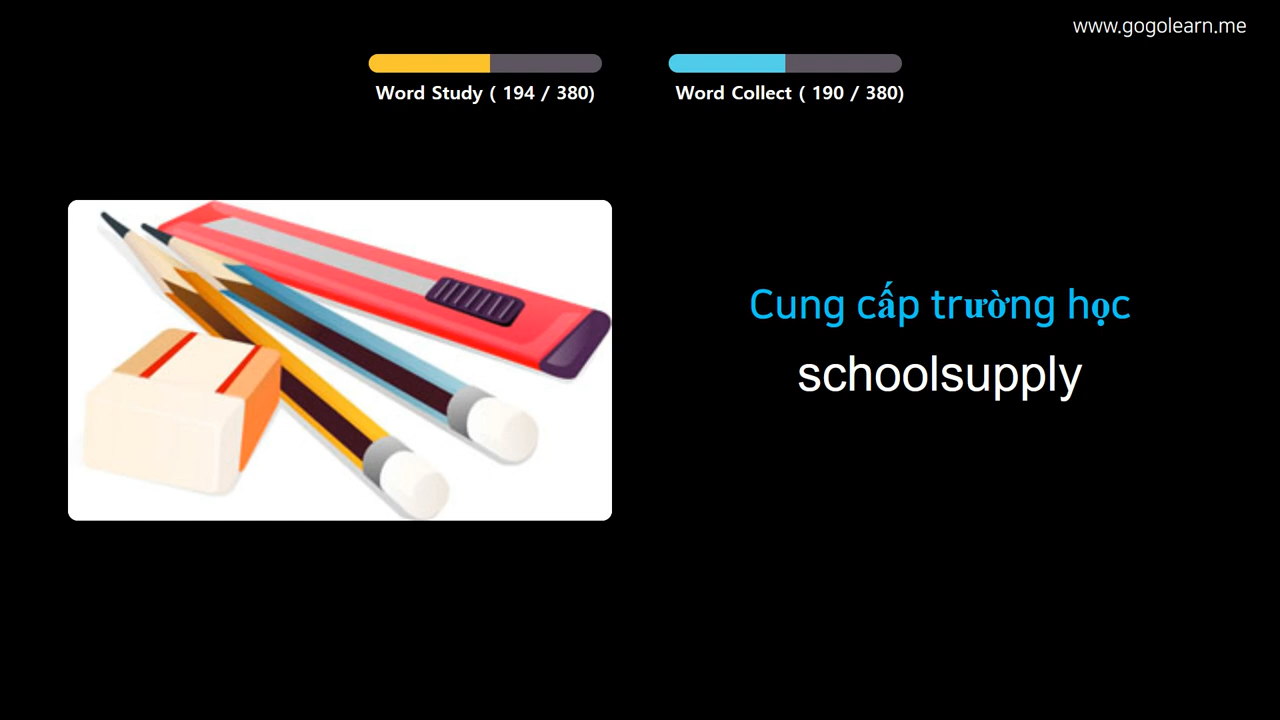 www.gogolearn.me
Word Study ( 194 / 380)
Word Collect ( 190 / 380)
Cung cấp trường học
schoolsupply